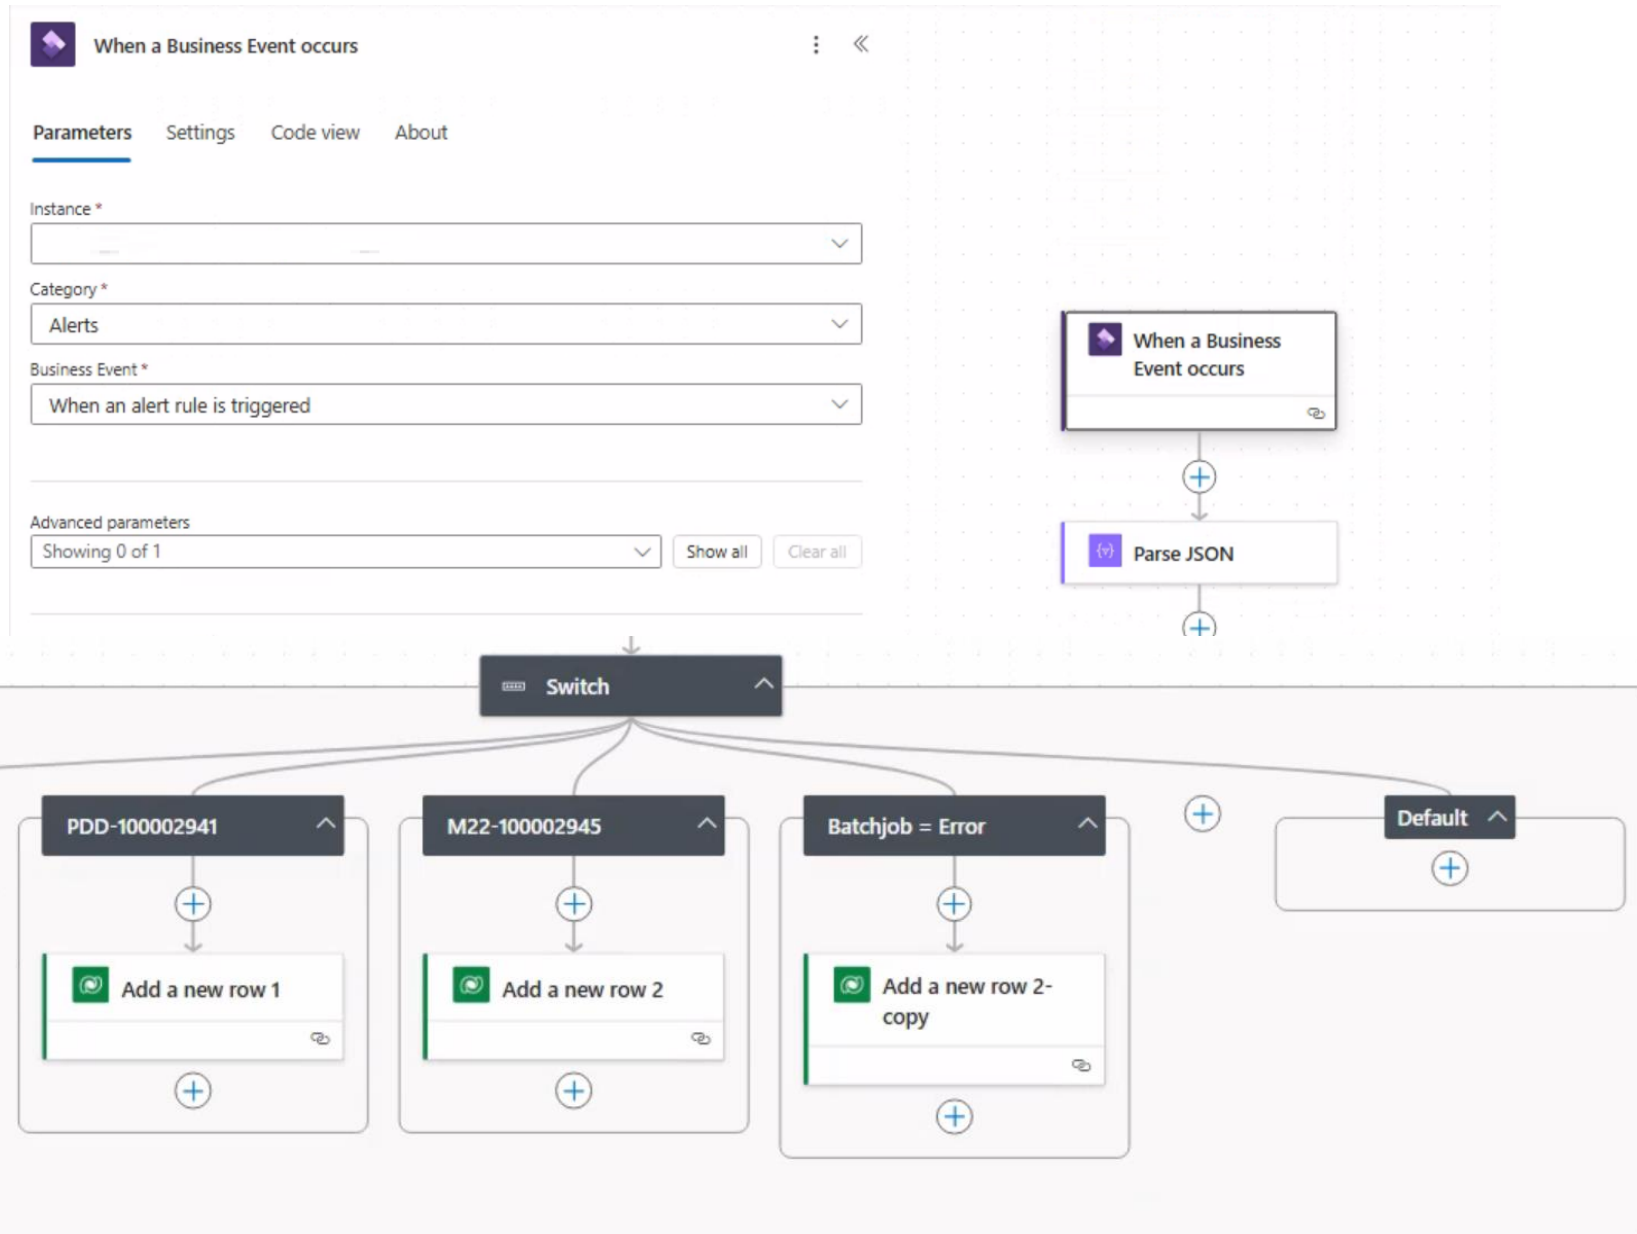 When a Business Event occurs
Parameters
Settings
Code view
About
Instance *
Category *
Alerts
Business Event *
When an alert rule is triggered
Advanced parameters
Showing 0 of 1
Show all
Clear all
When a Business
Event occurs
Parse JSON
Switch
PDD-100002941
M22-100002945
Batchjob = Error
Default
Add a new row 1
Add a new row 2
Add a new row 2-
copy